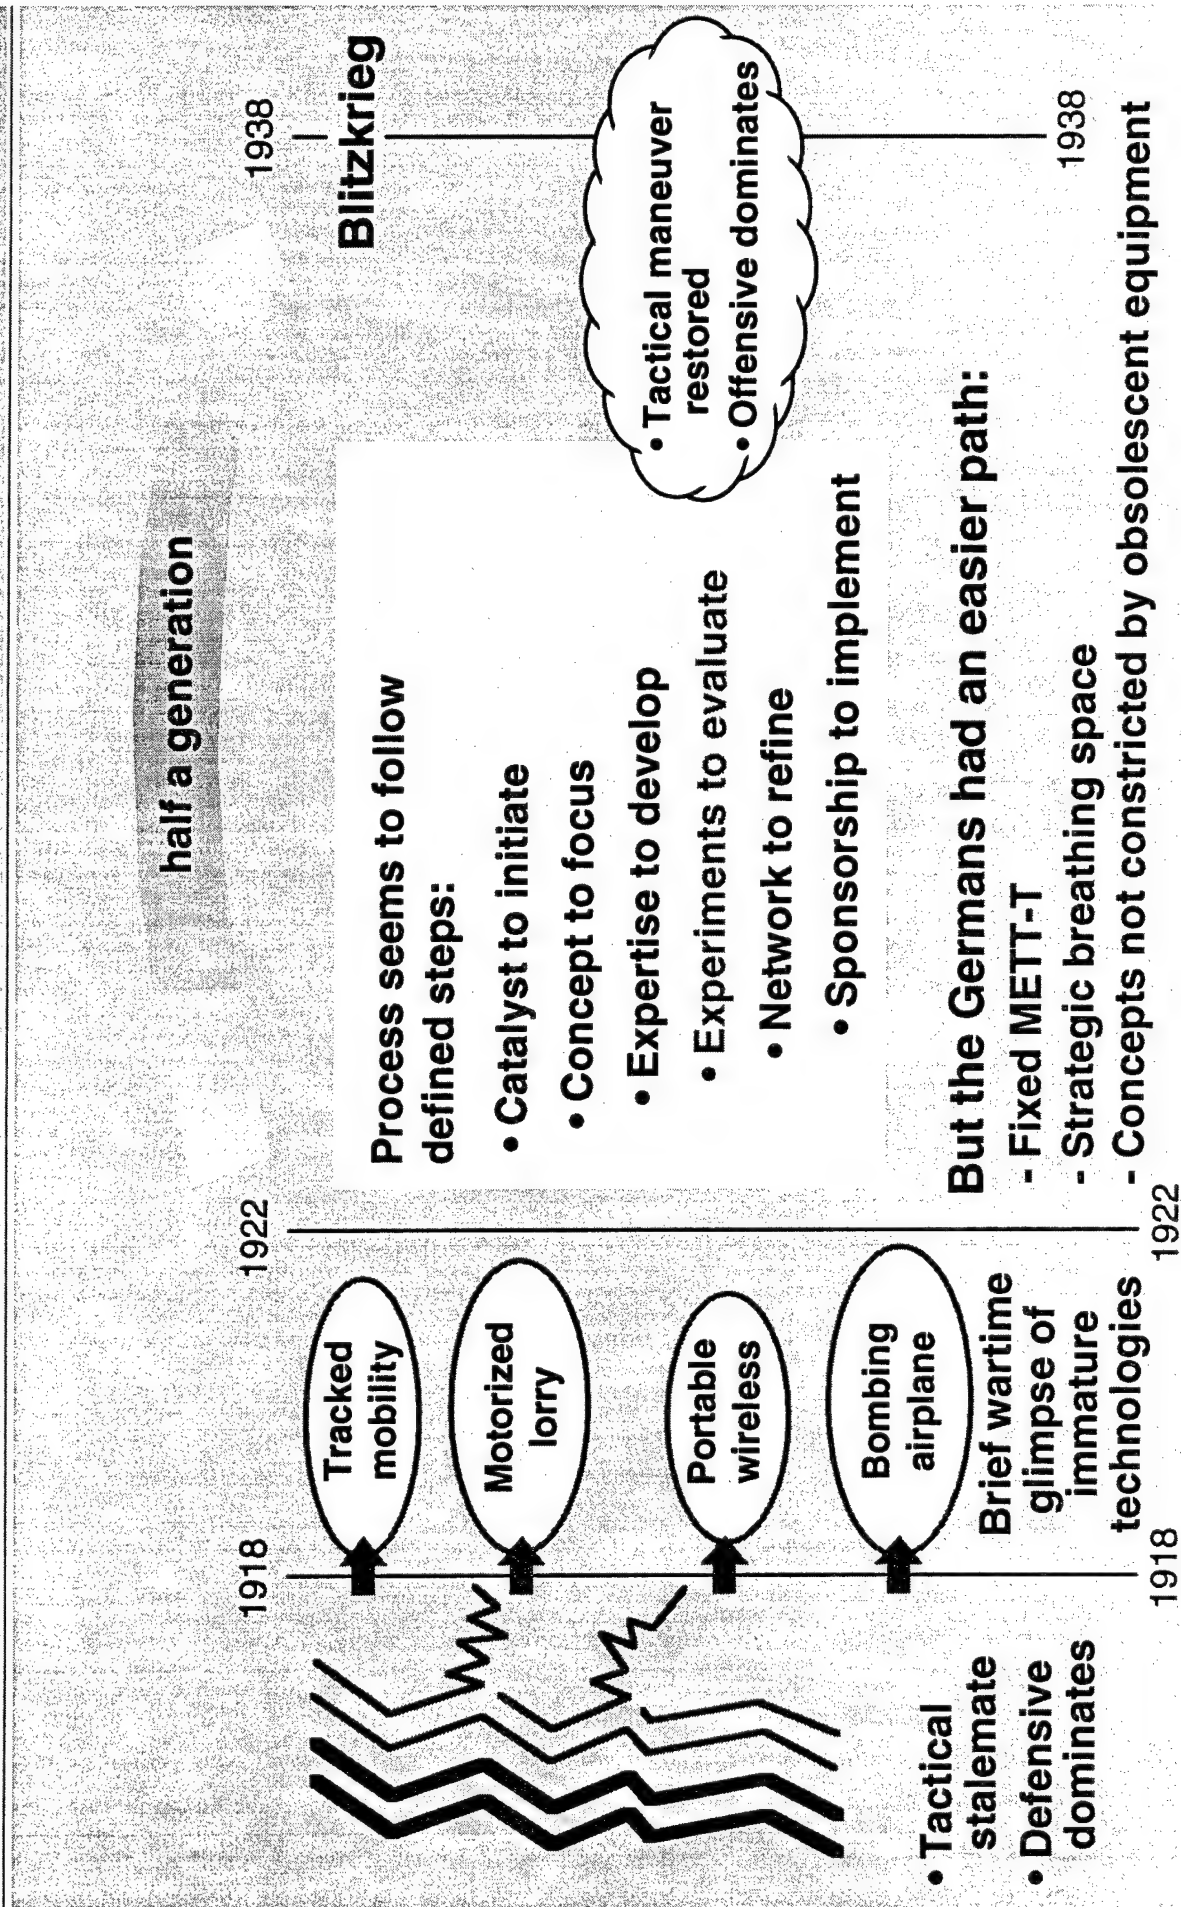 half a generation
1918
1922
1938
Blitzkrieg
Tracked
mobility
Motorized
lorry
Portable
wireless
Bombing
airplane
Process seems to follow
defined steps:
• Catalyst to initiate
• Concept to focus
• Expertise to develop
• Experiments to evaluate
• Network to refine
• Sponsorship to implement
• Tactical maneuver
restored
• Offensive dominates
• Tactical
stalemate
• Defensive
dominates
Brief wartime
glimpse of
immature
technologies
But the Germans had an easier path:
- Fixed METT-T
- Strategic breathing space
- Concepts not constricted by obsolescent equipment
1918
1922
1938